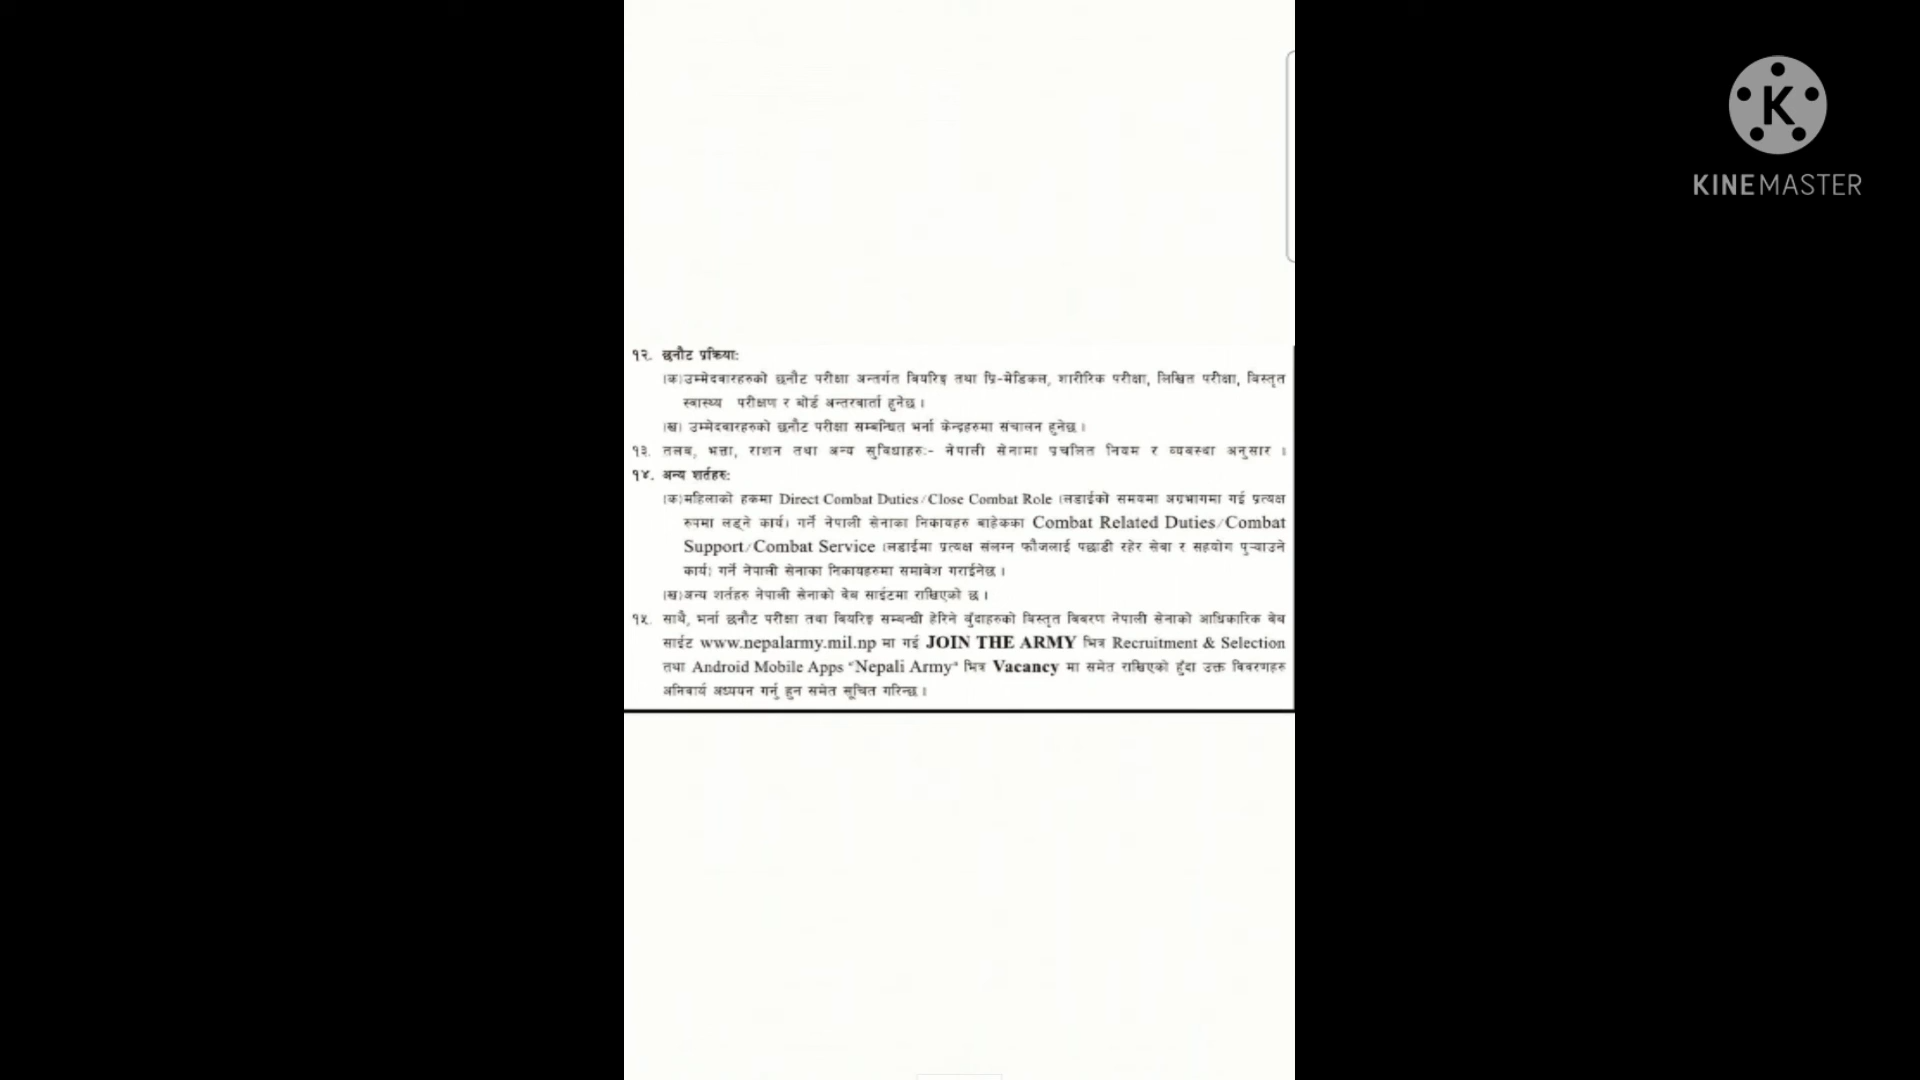 १२. छनौट प्रक्रिया:
(क)उम्मेदवारहरुको छनौट परीक्षा अन्तर्गत वियरिङ्ग तथा प्रि-मेडिकल, शारीरिक परीक्षा, लिखित परीक्षा, विस्तृत
स्वास्थ्य परीक्षण र बोर्ड अन्तरवार्ता हुनेछ ।
(ख) उम्मेदवारहरुको छनौट परीक्षा सम्बन्धित भर्ना केन्द्रहरुमा संचालन हुनेछ ।
१३. तलब, भत्ता, राशन तथा अन्य सुविधाहरु:- नेपाली सेनामा प्रचलित नियम र व्यवस्था अनुसार ।
१४. अन्य शर्तहरु:
(क)महिलाको हकमा Direct Combat Duties/Close Combat Role (लडाईको समयमा अग्रभागमा गई प्रत्यक्ष
रुपमा लड्ने कार्य) गर्ने नेपाली सेनाका निकायहरु बाहेकका Combat Related Duties/Combat
Support/Combat Service (लडाईमा प्रत्यक्ष संलग्न फौजलाई पछाडी रहेर सेवा र सहयोग पुर्‍याउने
कार्य) गर्ने नेपाली सेनाका निकायहरुमा समावेश गराईनेछ ।
(ख)अन्य शर्तहरु नेपाली सेनाको वेब साईटमा राखिएको छ ।
१५. साथै, भर्ना छनौट परीक्षा तथा वियरिङ्ग सम्बन्धी हेरिने बुँदाहरुको विस्तृत विवरण नेपाली सेनाको आधिकारिक वेब
साईट www.nepalarmy.mil.np मा गई JOIN THE ARMY भित्र Recruitment & Selection
तथा Android Mobile Apps "Nepali Army" भित्र Vacancy मा समेत राखिएको हुँदा उक्त विवरणहरु
अनिवार्य अध्ययन गर्नु हुन समेत सूचित गरिन्छ ।
K
KINEMASTER